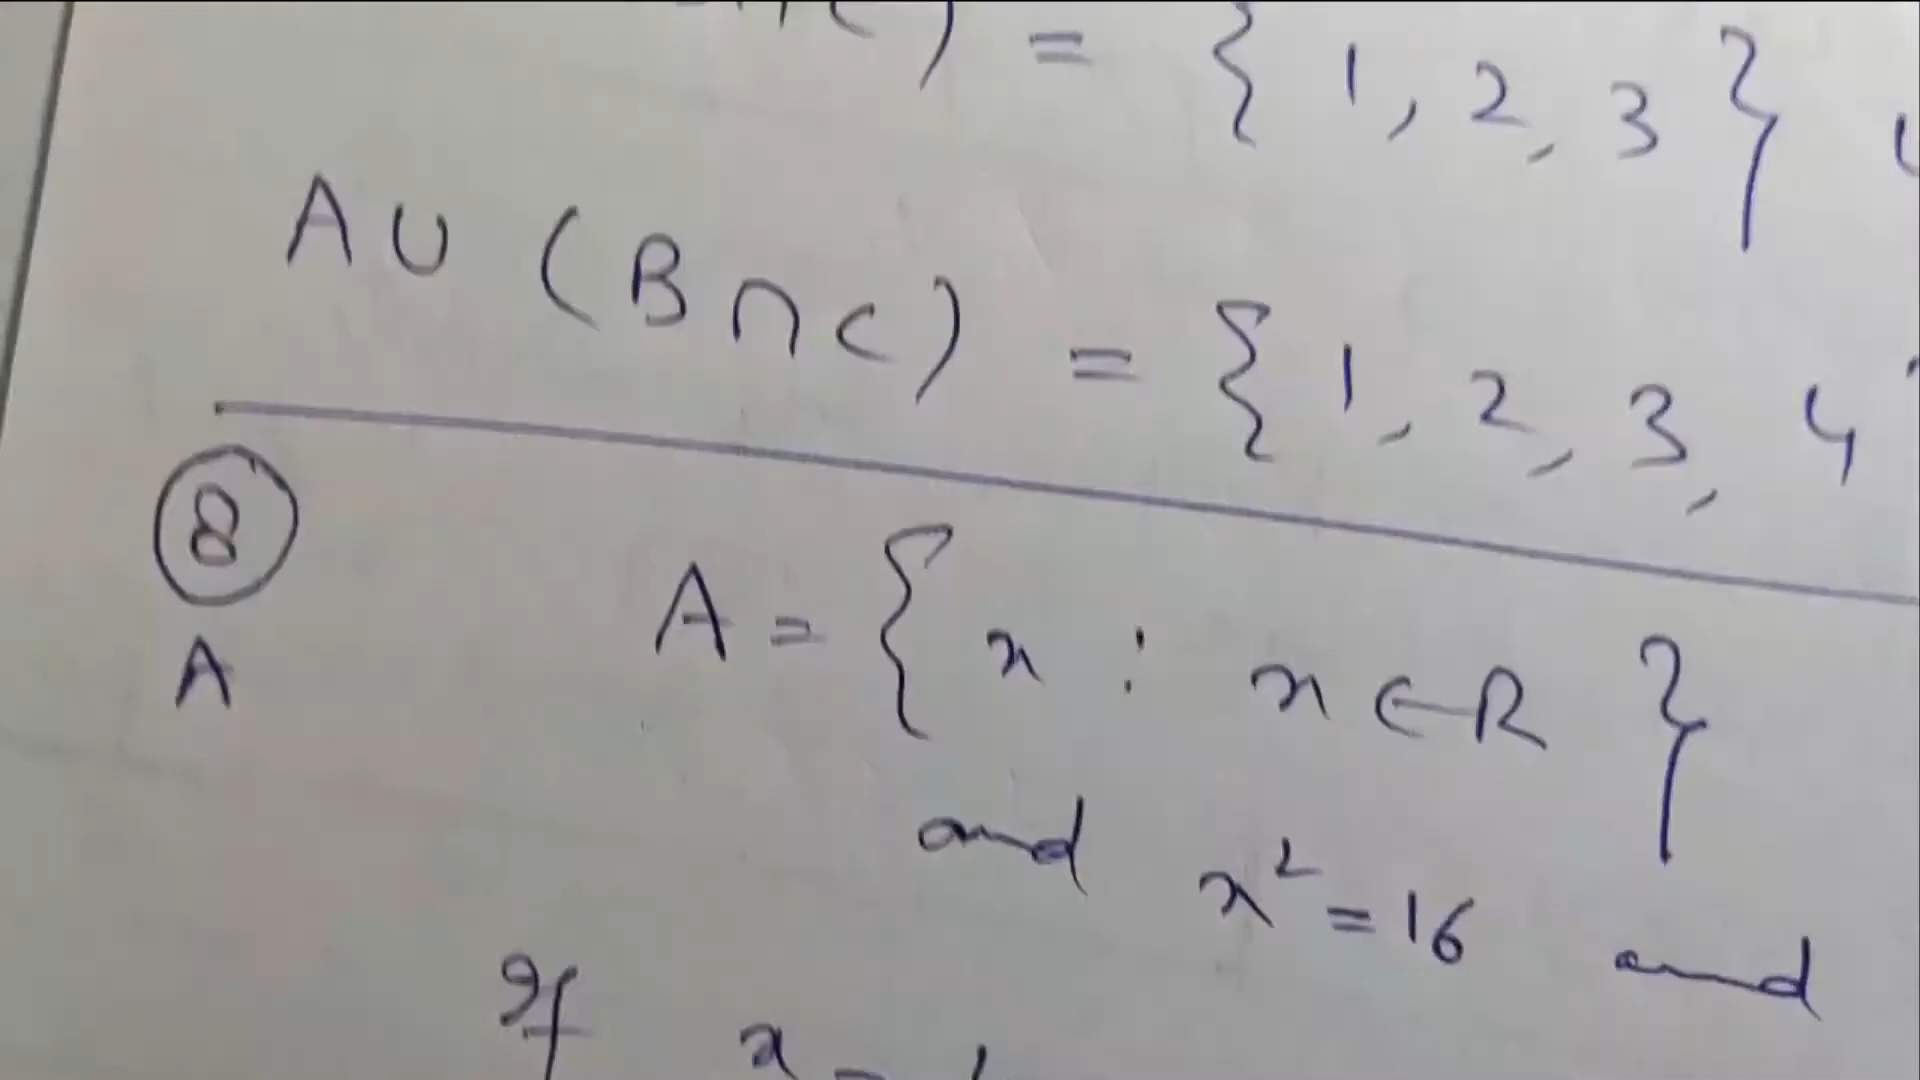 C) = { 1, 2, 3 }
A ∪ (B ∩ C) = { 1, 2, 3, 4
8
A A = { x : x ∈ R }
and x² = 16 and
If x =